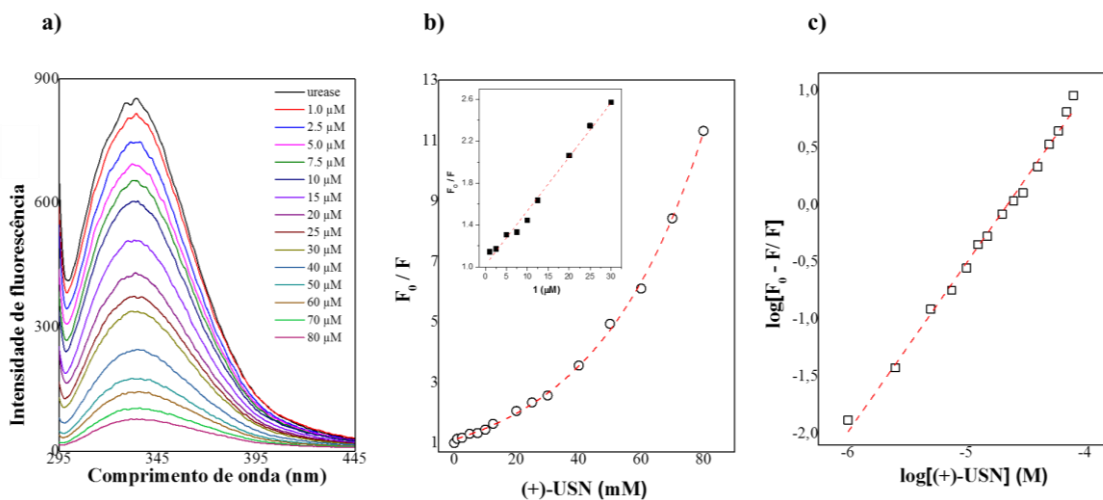 a)
Intensidade de fluorescência
900
600
300
0
295
345
395
445
Comprimento de onda (nm)
urease
1.0 µM
2.5 µM
5.0 µM
7.5 µM
10 µM
15 µM
20 µM
25 µM
30 µM
40 µM
50 µM
60 µM
70 µM
80 µM
b)
F₀ / F
13
11
9
7
5
3
1
0
20
40
60
80
(+)-USN (mM)
F₀ / F
2.6
2.2
1.8
1.4
1.0
0
5
10
15
20
25
30
1 (µM)
c)
log[F₀ - F/ F]
1,0
0,5
0,0
-0,5
-1,0
-1,5
-2,0
-6
-5
-4
log[(+)-USN] (M)